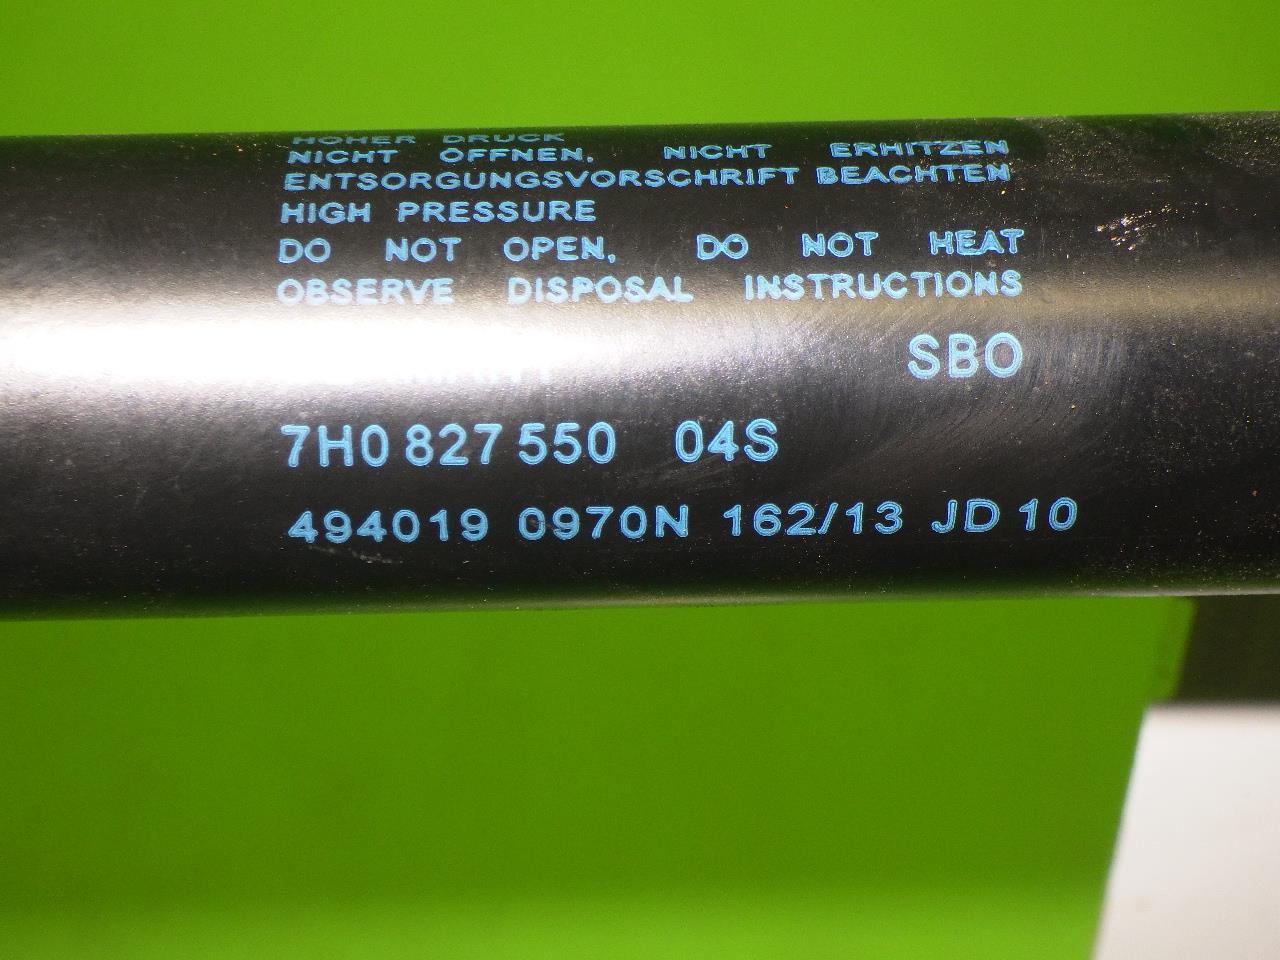 HOHER DRUCK
NICHT ÖFFNEN, NICHT ERHITZEN
ENTSORGUNGSVORSCHRIFT BEACHTEN
HIGH PRESSURE
DO NOT OPEN, DO NOT HEAT
OBSERVE DISPOSAL INSTRUCTIONS
SBO
7H0 827 550 04S
494019 0970N 162/13 JD 10